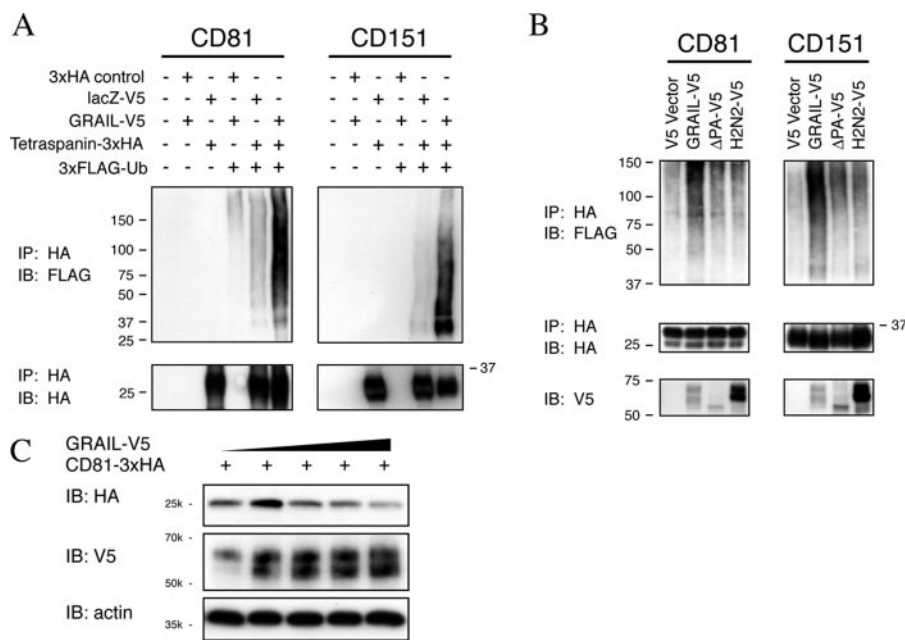 A
CD81 CD151
3xHA control - + - + - - - + - + - -
lacZ-V5 - - + - + - - - + - + -
GRAIL-V5 - + - + - + - + - + - +
Tetraspanin-3xHA - - + - + + - - + - + +
3xFLAG-Ub - - - + + + - - - + + +
IP: HA
IB: FLAG
150
100
75
50
37
25
IP: HA
IB: HA
25
37
B
CD81 CD151
V5 Vector GRAIL-V5 ΔPA-V5 H2N2-V5 V5 Vector GRAIL-V5 ΔPA-V5 H2N2-V5
IP: HA
IB: FLAG
150
100
75
50
37
IP: HA
IB: HA
25
37
IB: V5
75
50
C
GRAIL-V5
CD81-3xHA + + + + +
IB: HA 25k
IB: V5
70k
50k
IB: actin 35k